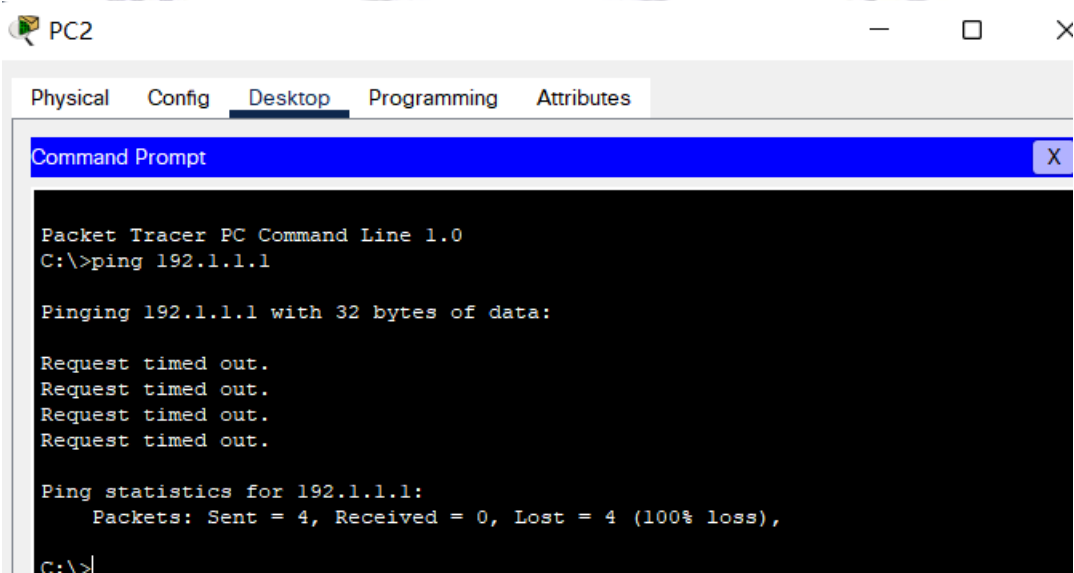 PC2
Physical Config Desktop Programming Attributes
Command Prompt
X
Packet Tracer PC Command Line 1.0
C:\>ping 192.1.1.1
Pinging 192.1.1.1 with 32 bytes of data:
Request timed out.
Request timed out.
Request timed out.
Request timed out.
Ping statistics for 192.1.1.1:
Packets: Sent = 4, Received = 0, Lost = 4 (100% loss),
C:\>